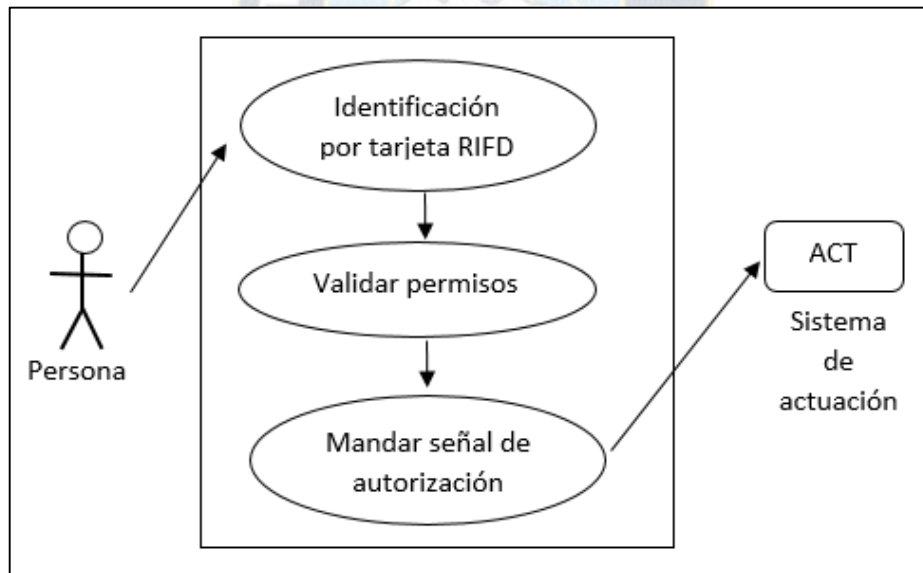 Identificación
por tarjeta RIFD
Validar permisos
Mandar señal de
autorización
Persona
ACT
Sistema
de
actuación